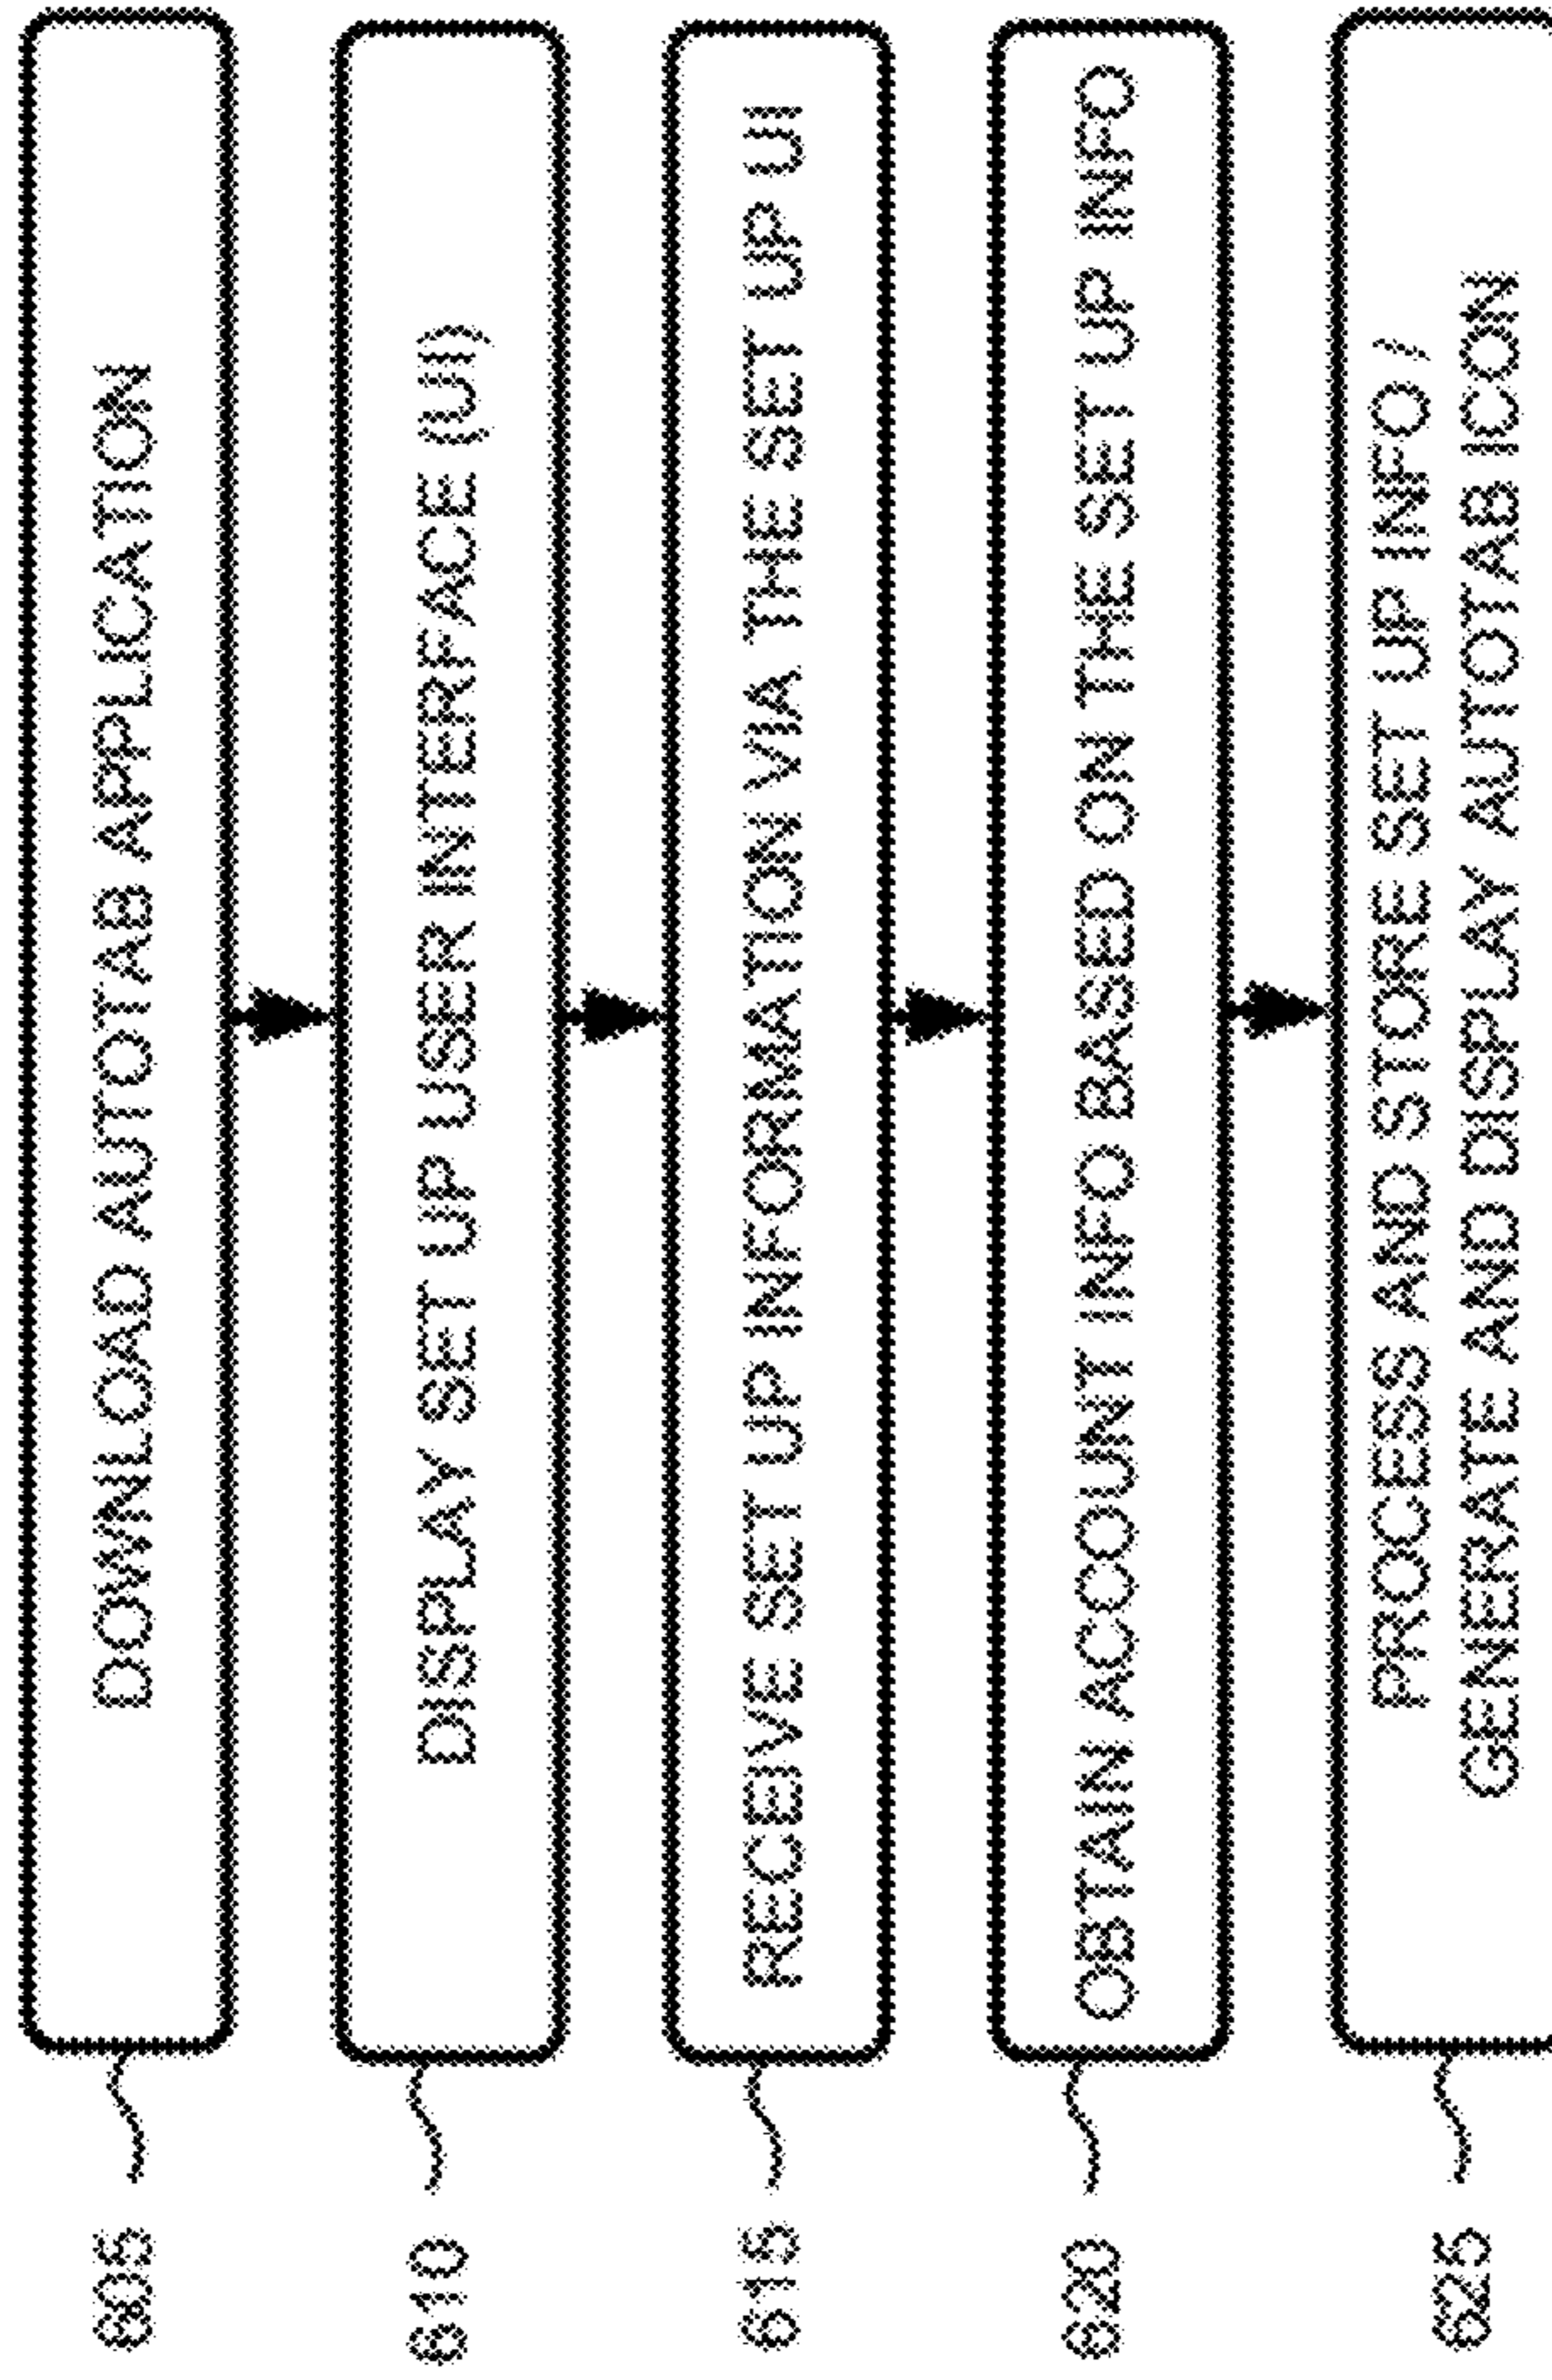 605
DOWNLOAD AUTOTAB APPLICATION
610
DISPLAY SET UP USER INTERFACE (UI)
615
RECEIVE SET UP INFORMATION VIA THE SET UP UI
620
OBTAIN ACCOUNT INFO BASED ON THE SET UP INFO
625
PROCESS AND STORE SET UP INFO /
GENERATE AND DISPLAY AUTOTAB ICON